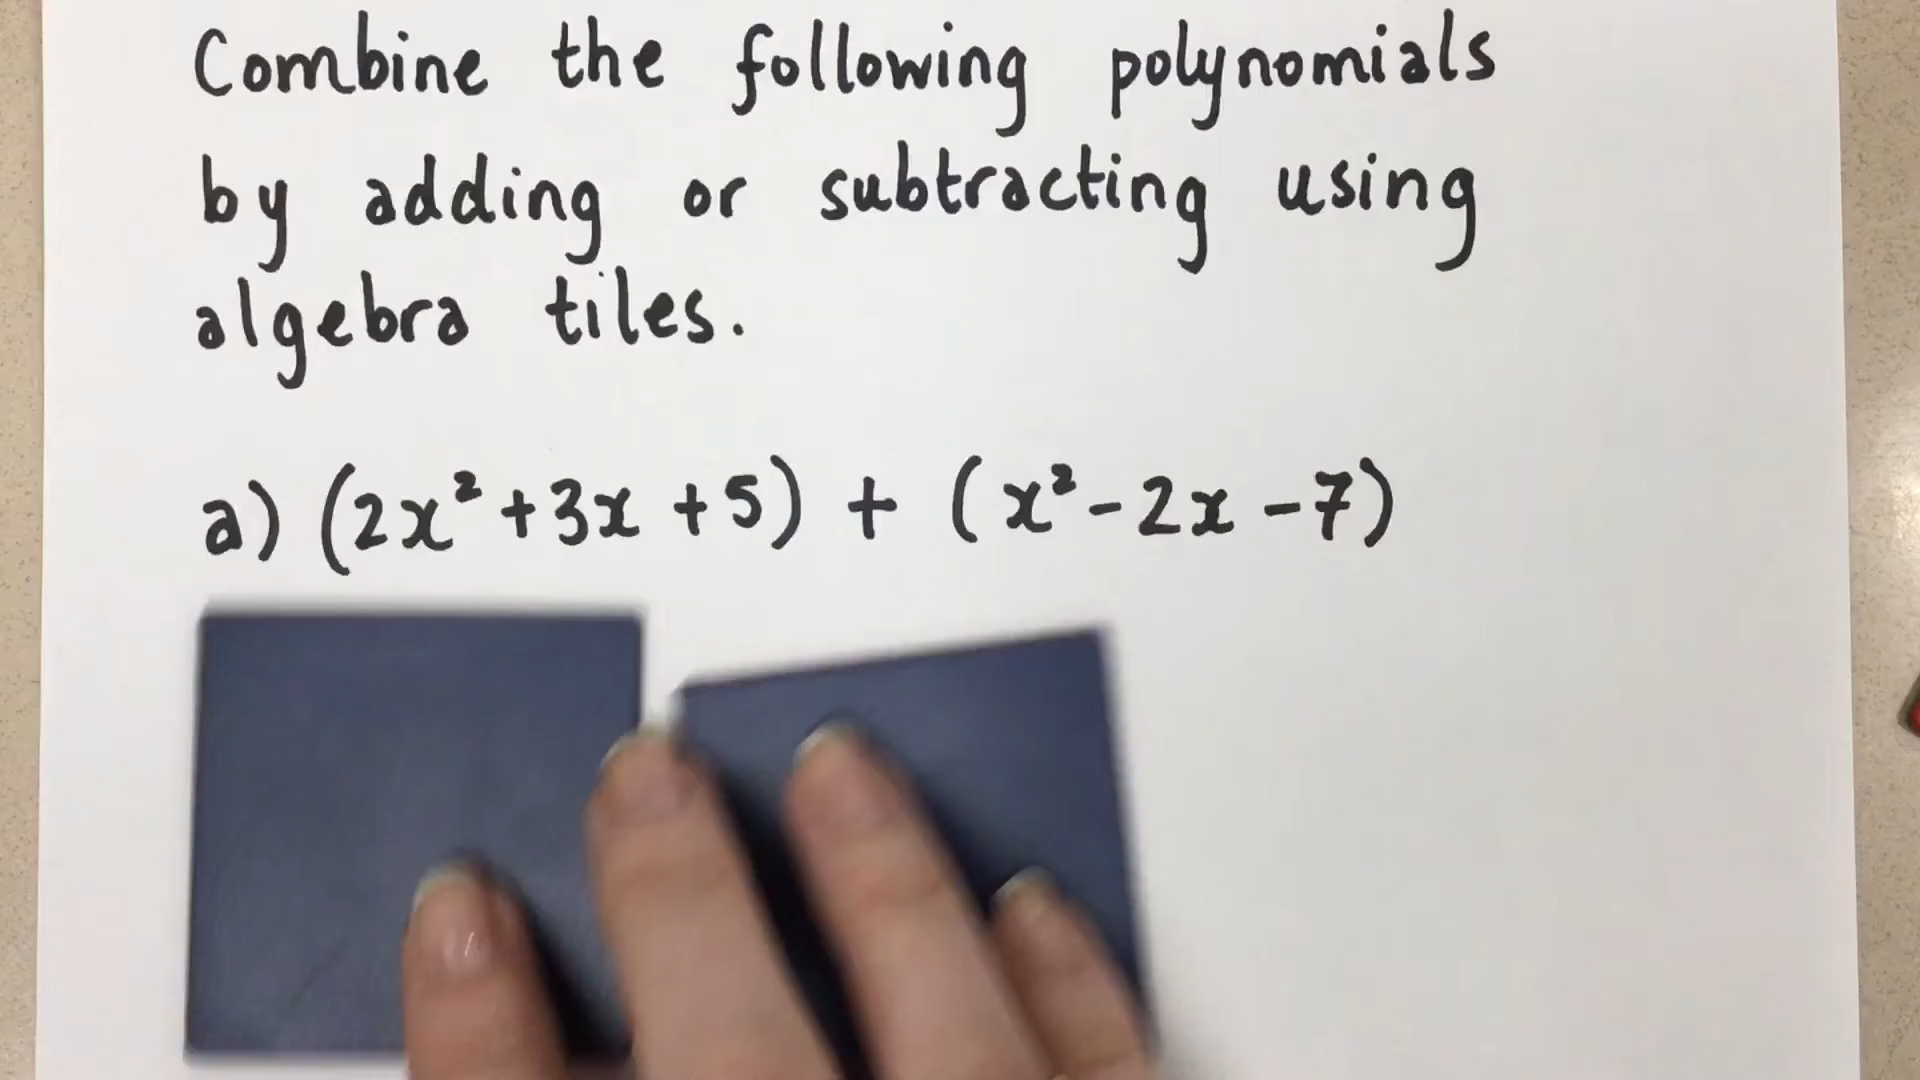 Combine the following polynomials
by adding or subtracting using
algebra tiles.
a) (2x² + 3x + 5) + (x² - 2x - 7)